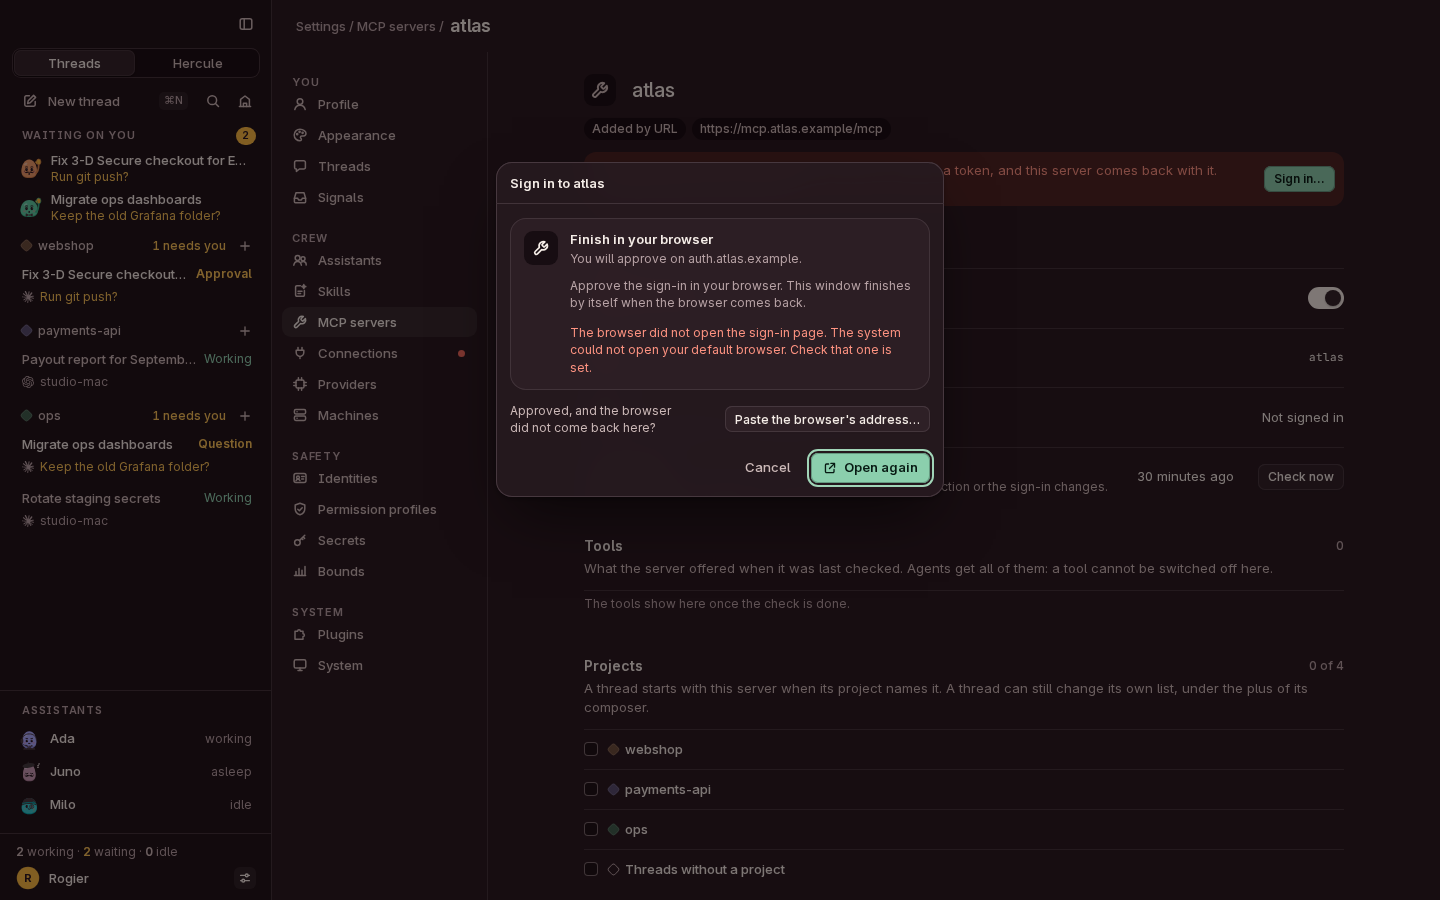 Settings / MCP servers / atlas
Threads
Hercule
New thread
⌘N
WAITING ON YOU
2
Fix 3-D Secure checkout for E…
Run git push?
Migrate ops dashboards
Keep the old Grafana folder?
webshop
1 needs you
Fix 3-D Secure checkout…
Approval
Run git push?
payments-api
Payout report for Septemb…
Working
studio-mac
ops
1 needs you
Migrate ops dashboards
Question
Keep the old Grafana folder?
Rotate staging secrets
Working
studio-mac
ASSISTANTS
Ada
working
Juno
asleep
Milo
idle
2 working · 2 waiting · 0 idle
R
Rogier
YOU
Profile
Appearance
Threads
Signals
CREW
Assistants
Skills
MCP servers
Connections
Providers
Machines
SAFETY
Identities
Permission profiles
Secrets
Bounds
SYSTEM
Plugins
System
atlas
Added by URL
https://mcp.atlas.example/mcp
a token, and this server comes back with it.
Sign in…
Sign in to atlas
Finish in your browser
You will approve on auth.atlas.example.
Approve the sign-in in your browser. This window finishes
by itself when the browser comes back.
The browser did not open the sign-in page. The system
could not open your default browser. Check that one is
set.
Approved, and the browser
did not come back here?
Paste the browser's address…
Cancel
Open again
atlas
Not signed in
ction or the sign-in changes.
30 minutes ago
Check now
Tools
0
What the server offered when it was last checked. Agents get all of them: a tool cannot be switched off here.
The tools show here once the check is done.
Projects
0 of 4
A thread starts with this server when its project names it. A thread can still change its own list, under the plus of its
composer.
webshop
payments-api
ops
Threads without a project